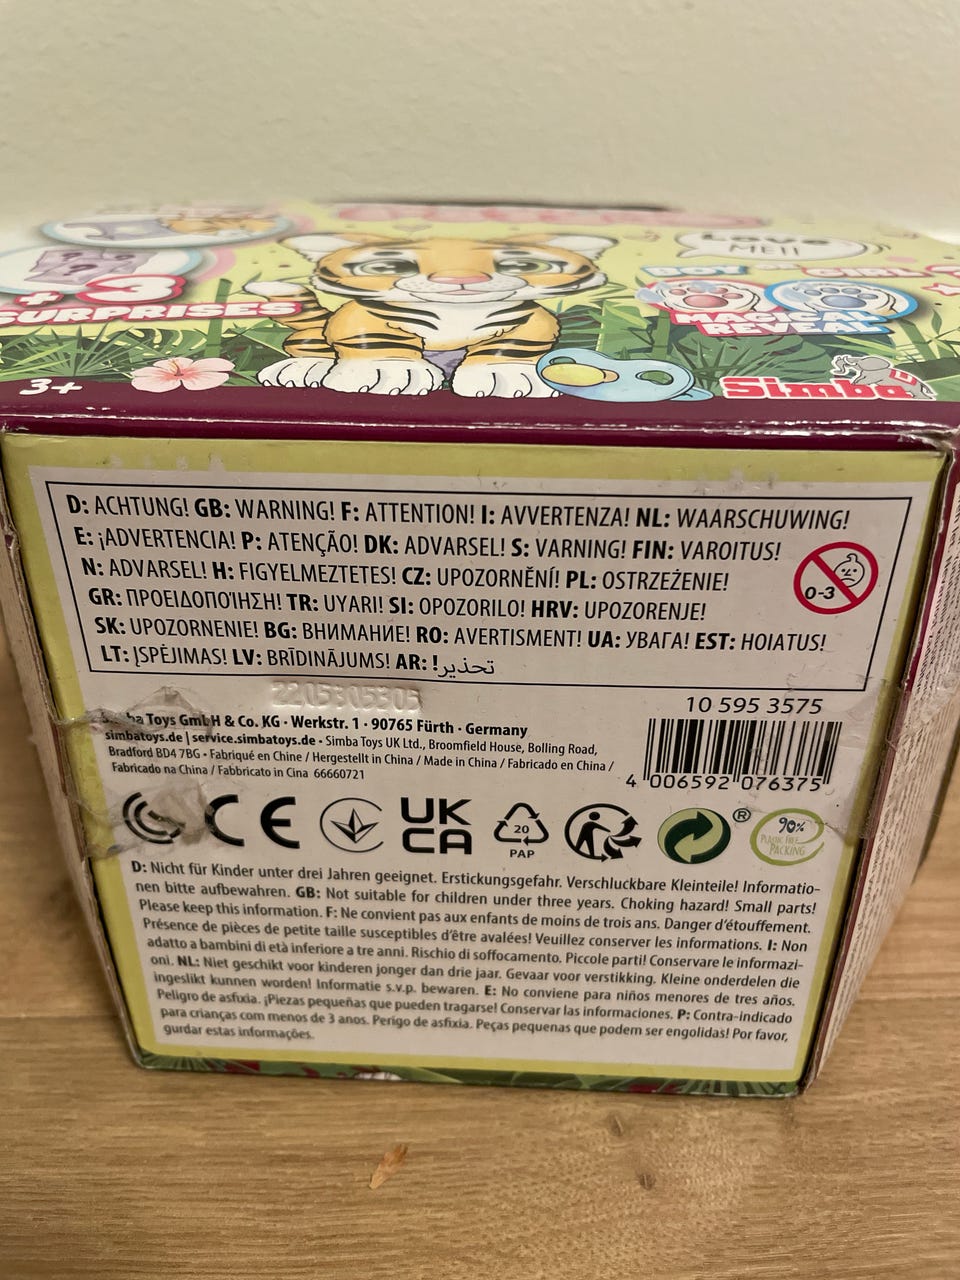 LOVE
ME!!
BOY OR GIRL ?
+ 3
SURPRISES
MAGICAL
REVEAL
3+
Simba
D: ACHTUNG! GB: WARNING! F: ATTENTION! I: AVVERTENZA! NL: WAARSCHUWING!
E: ¡ADVERTENCIA! P: ATENÇÃO! DK: ADVARSEL! S: VARNING! FIN: VAROITUS!
N: ADVARSEL! H: FIGYELMEZTETES! CZ: UPOZORNĚNÍ! PL: OSTRZEŻENIE!
GR: ΠΡΟΕΙΔΟΠΟΊΗΣΗ! TR: UYARI! SI: OPOZORILO! HRV: UPOZORENJE!
SK: UPOZORNENIE! BG: ВНИМАНИЕ! RO: AVERTISMENT! UA: УВАГА! EST: HOIATUS!
LT: ĮSPĖJIMAS! LV: BRĪDINĀJUMS! AR: تحذير!
0-3
2205305305
10 595 3575
Simba Toys GmbH & Co. KG · Werkstr. 1 · 90765 Fürth · Germany
simbatoys.de | service.simbatoys.de · Simba Toys UK Ltd., Broomfield House, Bolling Road,
Bradford BD4 7BG · Fabriqué en Chine / Hergestellt in China / Made in China / Fabricado en China /
Fabricado na China / Fabbricato in Cina 66660721
4 006592 076375
CE
UK
CA
20
PAP
®
90%
PLASTIC FREE
PACKING
D: Nicht für Kinder unter drei Jahren geeignet. Erstickungsgefahr. Verschluckbare Kleinteile! Informatio-
nen bitte aufbewahren. GB: Not suitable for children under three years. Choking hazard! Small parts!
Please keep this information. F: Ne convient pas aux enfants de moins de trois ans. Danger d'étouffement.
Présence de pièces de petite taille susceptibles d'être avalées! Veuillez conserver les informations. I: Non
adatto a bambini di età inferiore a tre anni. Rischio di soffocamento. Piccole parti! Conservare le informazi-
oni. NL: Niet geschikt voor kinderen jonger dan drie jaar. Gevaar voor verstikking. Kleine onderdelen die
ingeslikt kunnen worden! Informatie s.v.p. bewaren. E: No conviene para niños menores de tres años.
Peligro de asfixia. ¡Piezas pequeñas que pueden tragarse! Conservar las informaciones. P: Contra-indicado
para crianças com menos de 3 anos. Perigo de asfixia. Peças pequenas que podem ser engolidas! Por favor,
gurdar estas informações.